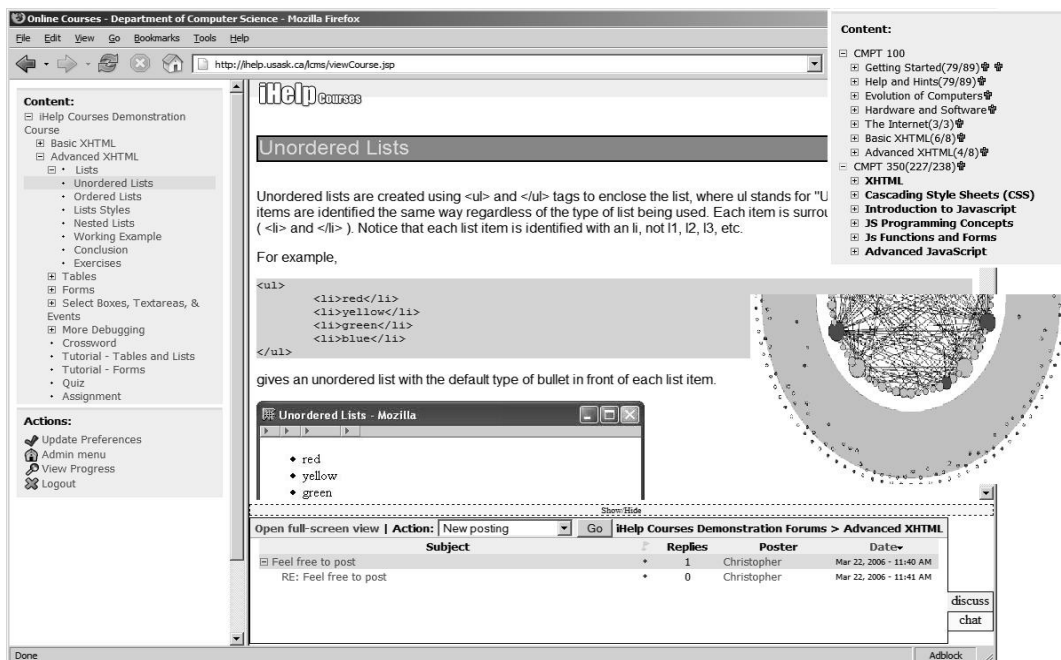 Online Courses - Department of Computer Science - Mozilla Firefox
File Edit View Go Bookmarks Tools Help
http://ihelp.usask.ca/lcms/viewCourse.jsp
Content:
iHelp Courses Demonstration
Course
Basic XHTML
Advanced XHTML
Lists
Unordered Lists
Ordered Lists
Lists Styles
Nested Lists
Working Example
Conclusion
Exercises
Tables
Forms
Select Boxes, Textareas, &
Events
More Debugging
Crossword
Tutorial - Tables and Lists
Tutorial - Forms
Quiz
Assignment
Actions:
Update Preferences
Admin menu
View Progress
Logout
iHelp Courses
Unordered Lists
Unordered lists are created using <ul> and </ul> tags to enclose the list, where ul stands for "U
items are identified the same way regardless of the type of list being used. Each item is surrou
( <li> and </li> ). Notice that each list item is identified with an li, not l1, l2, l3, etc.
For example,
<ul>
<li>red</li>
<li>yellow</li>
<li>green</li>
<li>blue</li>
</ul>
gives an unordered list with the default type of bullet in front of each list item.
Unordered Lists - Mozilla
red
yellow
green
Show/Hide
Open full-screen view | Action: New posting Go iHelp Courses Demonstration Forums > Advanced XHTML
Subject Replies Poster Date
Feel free to post 1 Christopher Mar 22, 2006 - 11:40 AM
RE: Feel free to post 0 Christopher Mar 22, 2006 - 11:41 AM
discuss
chat
Done Adblock
Content:
CMPT 100
Getting Started(79/89)
Help and Hints(79/89)
Evolution of Computers
Hardware and Software
The Internet(3/3)
Basic XHTML(6/8)
Advanced XHTML(4/8)
CMPT 350(227/238)
XHTML
Cascading Style Sheets (CSS)
Introduction to Javascript
JS Programming Concepts
Js Functions and Forms
Advanced JavaScript